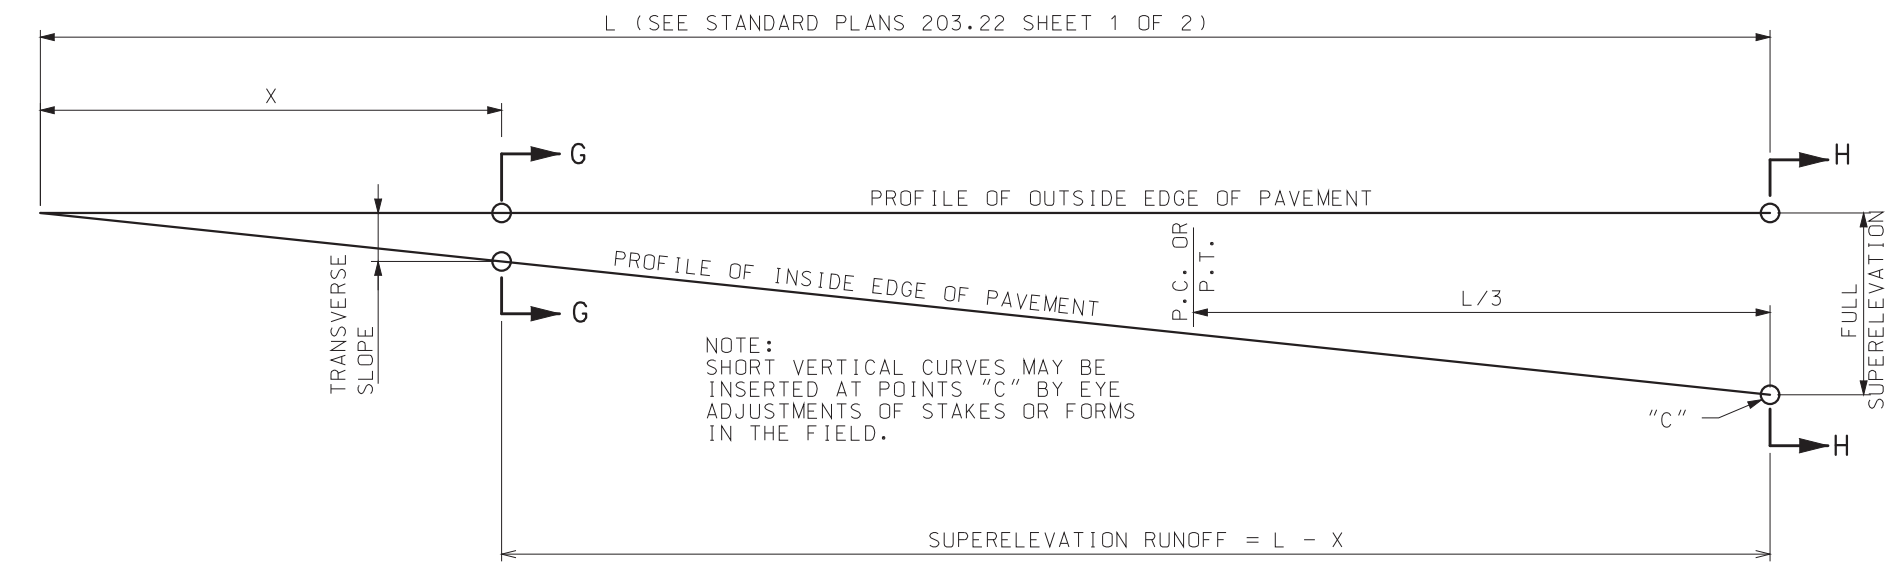 L (SEE STANDARD PLANS 203.22 SHEET 1 OF 2)
X
G
H
PROFILE OF OUTSIDE EDGE OF PAVEMENT
TRANSVERSE
SLOPE
PROFILE OF INSIDE EDGE OF PAVEMENT
G
P.C. OR
P.T.
L/3
FULL
SUPERELEVATION
NOTE:
SHORT VERTICAL CURVES MAY BE
INSERTED AT POINTS "C" BY EYE
ADJUSTMENTS OF STAKES OR FORMS
IN THE FIELD.
"C"
H
SUPERELEVATION RUNOFF = L - X